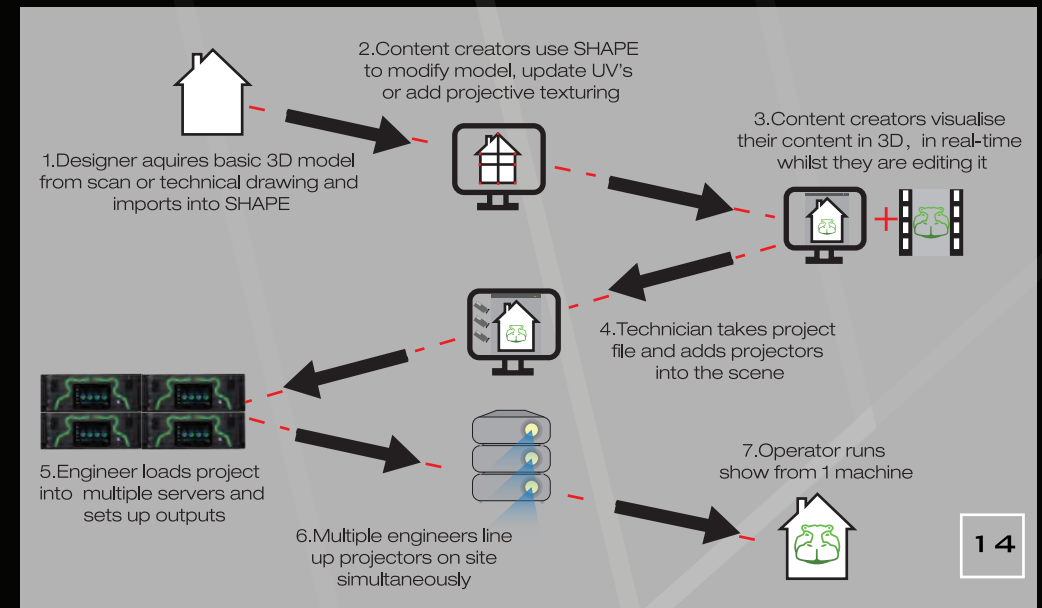 1.Designer aquires basic 3D model
from scan or technical drawing and
imports into SHAPE
2.Content creators use SHAPE
to modify model, update UV's
or add projective texturing
3.Content creators visualise
their content in 3D, in real-time
whilst they are editing it
4.Technician takes project
file and adds projectors
into the scene
5.Engineer loads project
into multiple servers and
sets up outputs
6.Multiple engineers line
up projectors on site
simultaneously
7.Operator runs
show from 1 machine
14